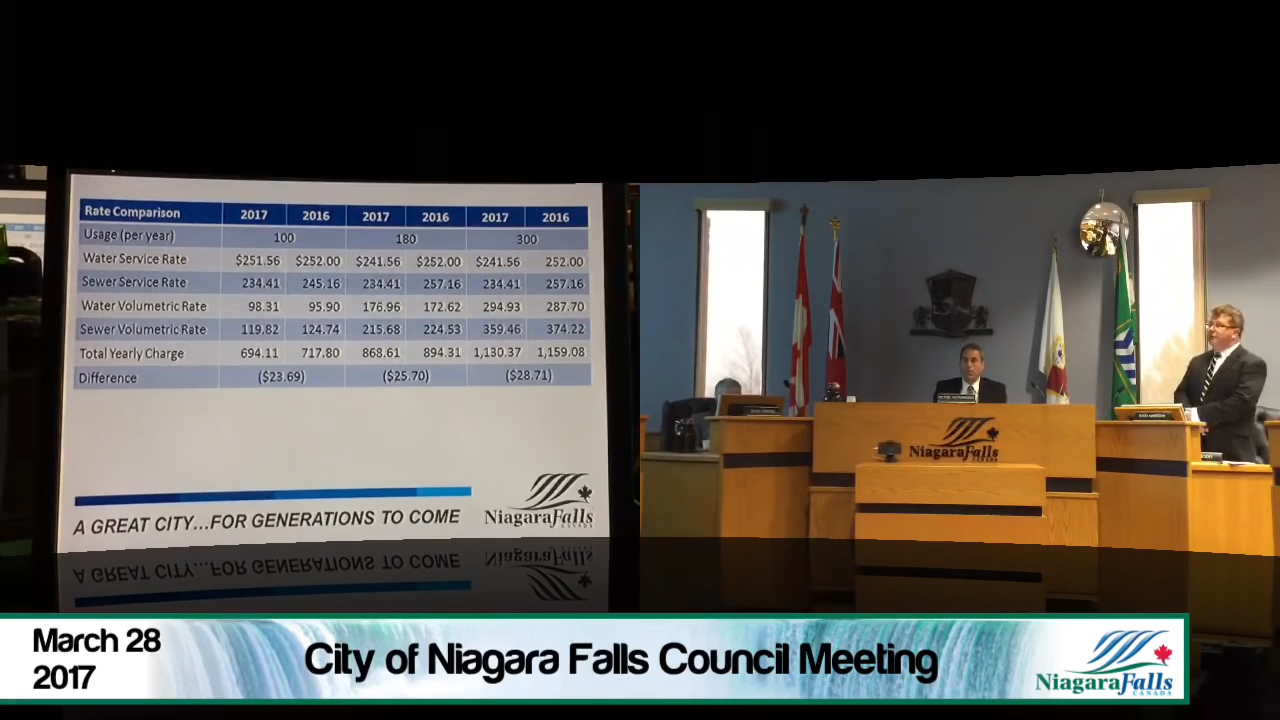 Rate Comparison 2017 2016 2017 2016 2017 2016
Usage (per year) 100 180 300
Water Service Rate $251.56 $252.00 $241.56 $252.00 $241.56 252.00
Sewer Service Rate 234.41 245.16 234.41 257.16 234.41 257.16
Water Volumetric Rate 98.31 95.90 176.96 172.62 294.93 287.70
Sewer Volumetric Rate 119.82 124.74 215.68 224.53 359.46 374.22
Total Yearly Charge 694.11 717.80 868.61 894.31 1,130.37 1,159.08
Difference ($23.69) ($25.70) ($28.71)
A GREAT CITY...FOR GENERATIONS TO COME
NiagaraFalls
CANADA
NiagaraFalls
CANADA
March 28
2017
City of Niagara Falls Council Meeting
NiagaraFalls
CANADA